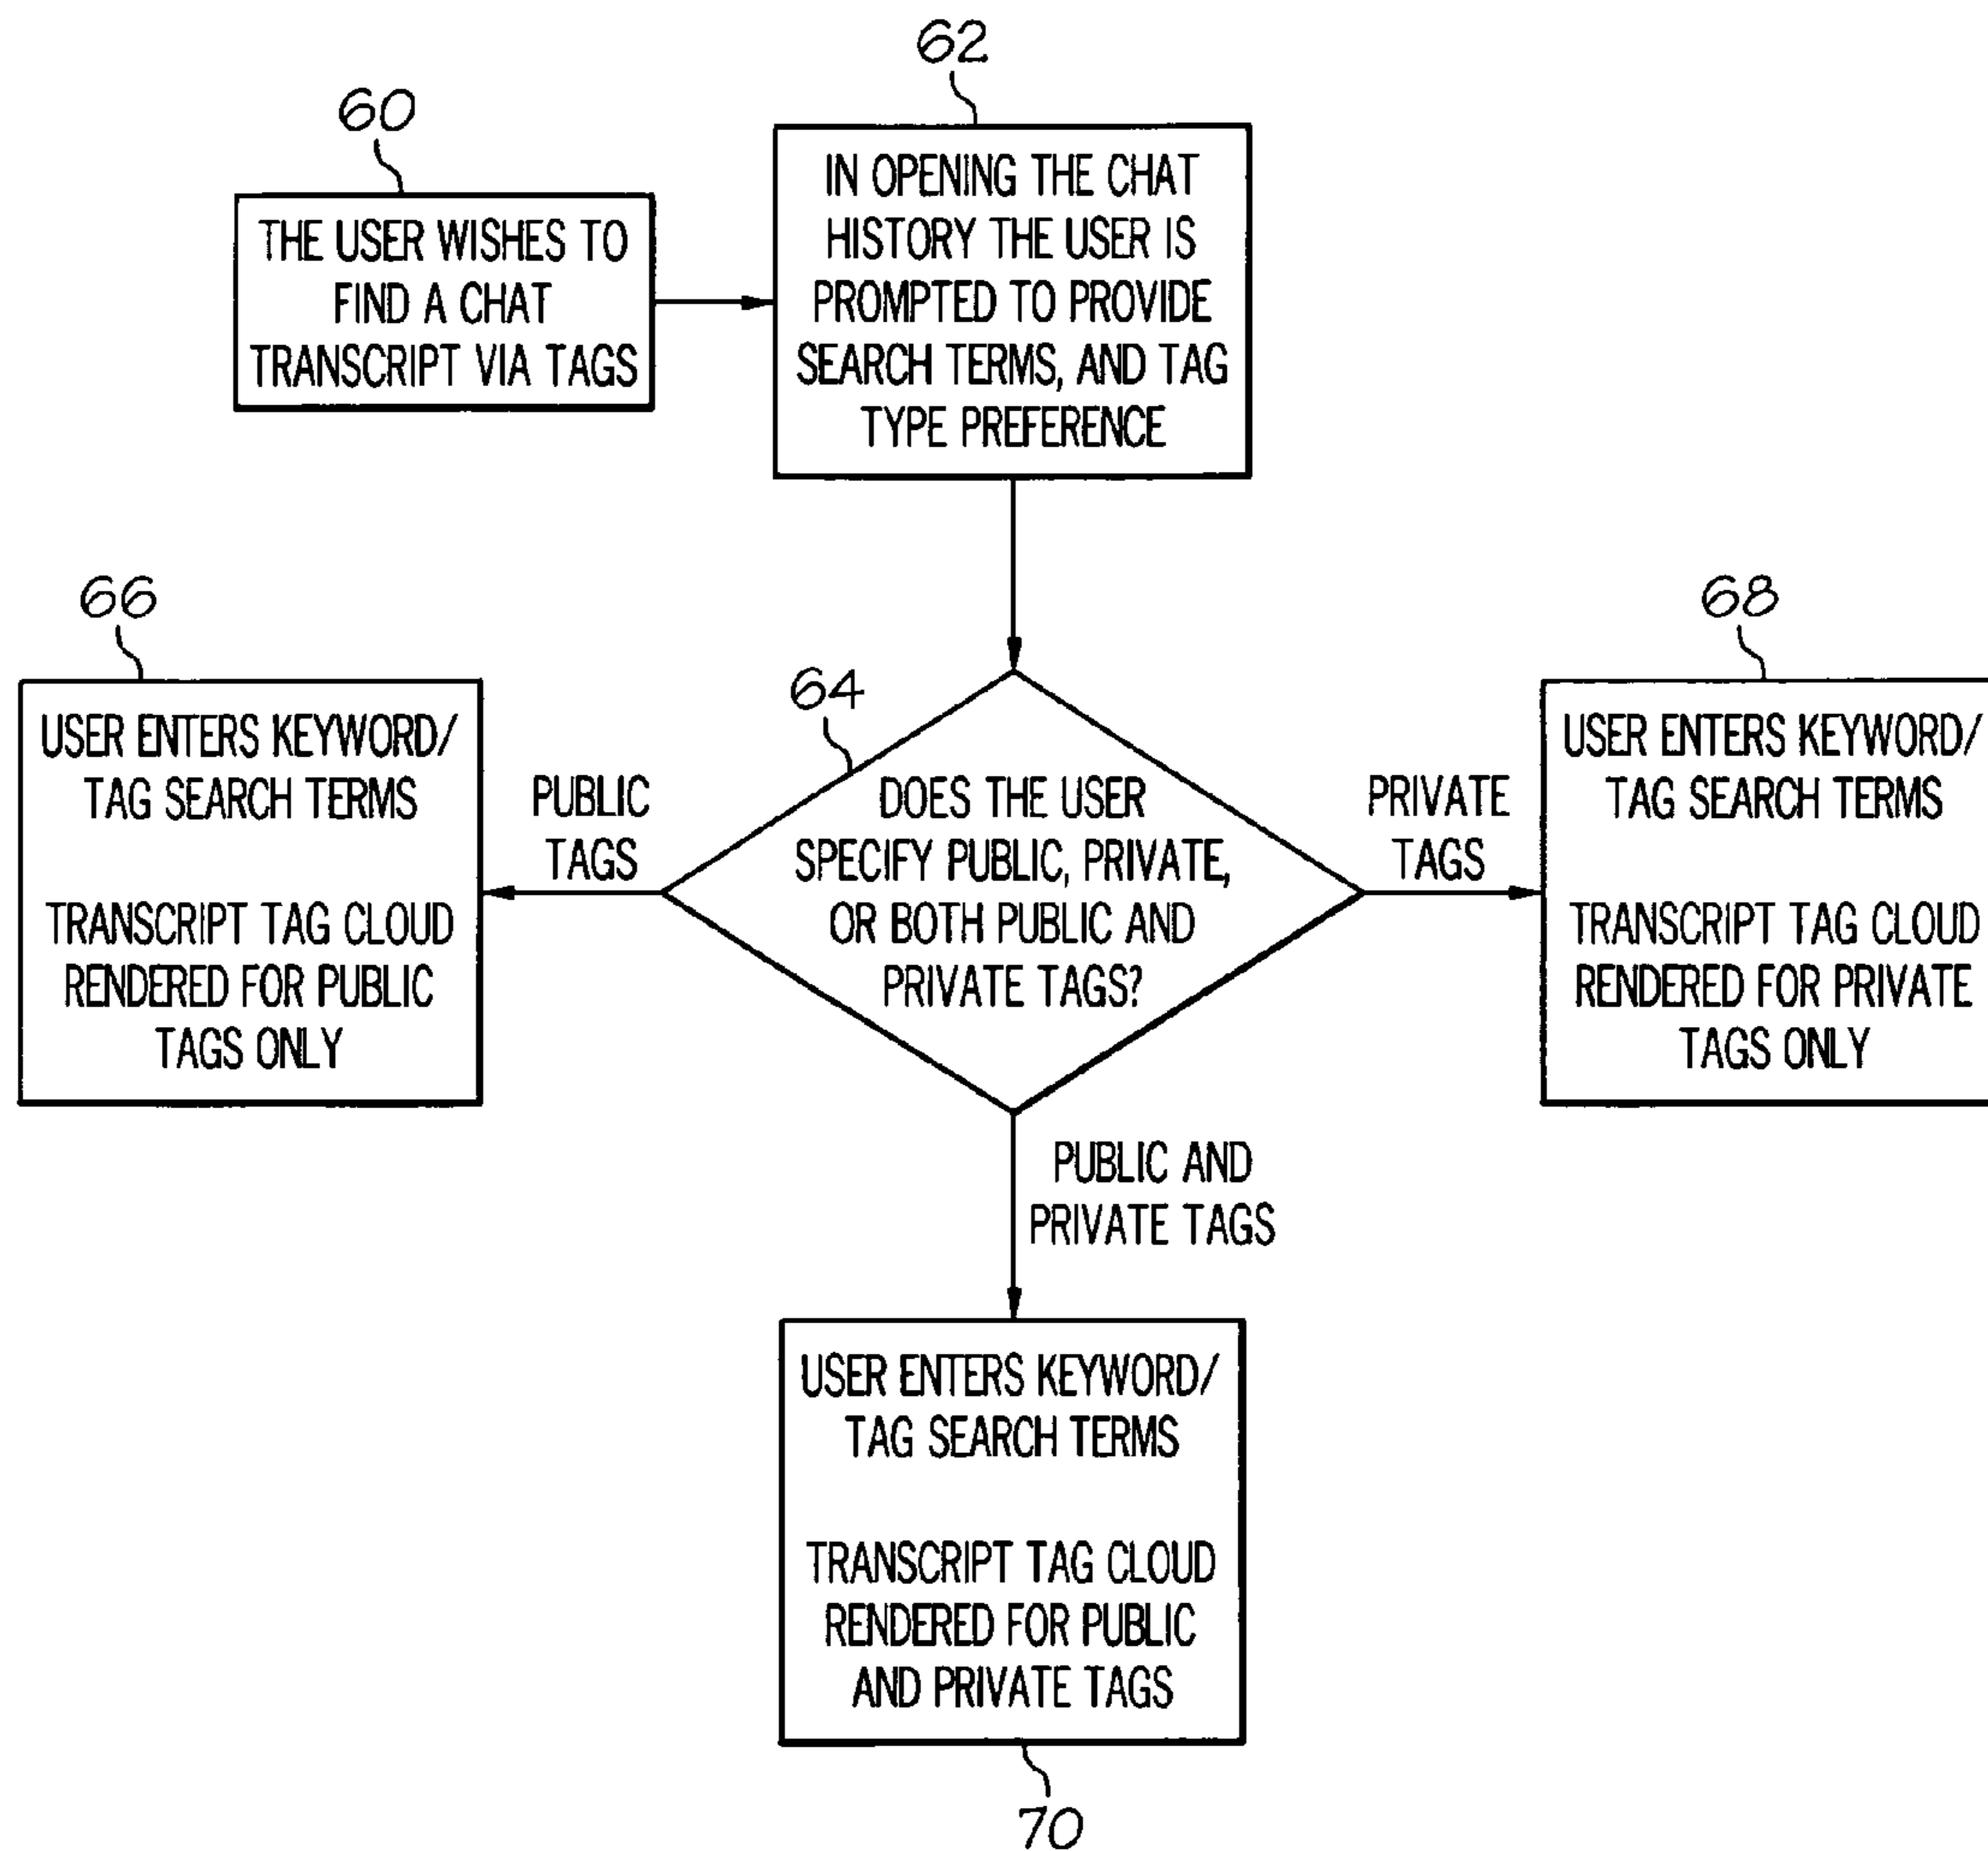 62
60
IN OPENING THE CHAT
HISTORY THE USER IS
PROMPTED TO PROVIDE
SEARCH TERMS, AND TAG
TYPE PREFERENCE
THE USER WISHES TO
FIND A CHAT
TRANSCRIPT VIA TAGS
66
USER ENTERS KEYWORD/
TAG SEARCH TERMS
TRANSCRIPT TAG CLOUD
RENDERED FOR PUBLIC
TAGS ONLY
PUBLIC
TAGS
64
DOES THE USER
SPECIFY PUBLIC, PRIVATE,
OR BOTH PUBLIC AND
PRIVATE TAGS?
PRIVATE
TAGS
68
USER ENTERS KEYWORD/
TAG SEARCH TERMS
TRANSCRIPT TAG CLOUD
RENDERED FOR PRIVATE
TAGS ONLY
PUBLIC AND
PRIVATE TAGS
USER ENTERS KEYWORD/
TAG SEARCH TERMS
TRANSCRIPT TAG CLOUD
RENDERED FOR PUBLIC
AND PRIVATE TAGS
70